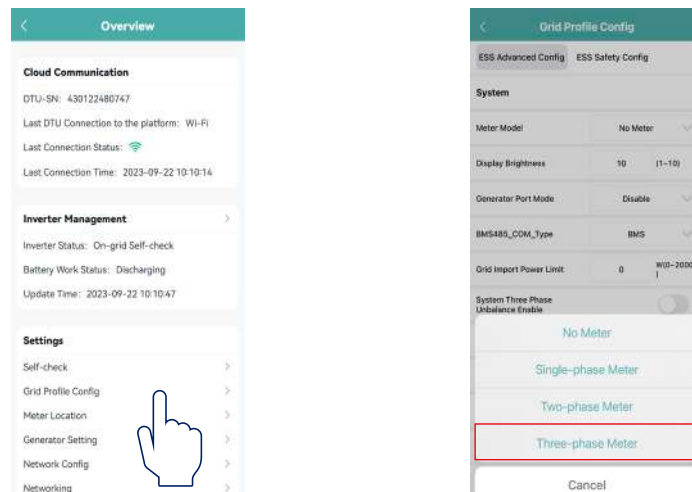 Overview
Cloud Communication
DTU-SN: 430122480747
Last DTU Connection to the platform: Wi-Fi
Last Connection Status:
Last Connection Time: 2023-09-22 10:10:14
Inverter Management
Inverter Status: On-grid Self-check
Battery Work Status: Discharging
Update Time: 2023-09-22 10:10:47
Settings
Self-check
Grid Profile Config
Meter Location
Generator Setting
Network Config
Networking
Grid Profile Config
ESS Advanced Config ESS Safety Config
System
Meter Model No Meter
Display Brightness 10 (1-10)
Generator Port Mode Disable
BMS485_COM_Type BMS
Grid Import Power Limit 0 W(0-2000
)
System Three Phase
Unbalance Enable
No Meter
Single-phase Meter
Two-phase Meter
Three-phase Meter
Cancel